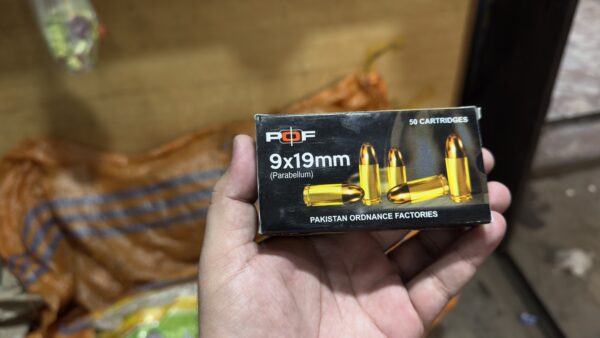 50 CARTRIDGES
POF
9x19mm
(Parabellum)
PAKISTAN ORDNANCE FACTORIES